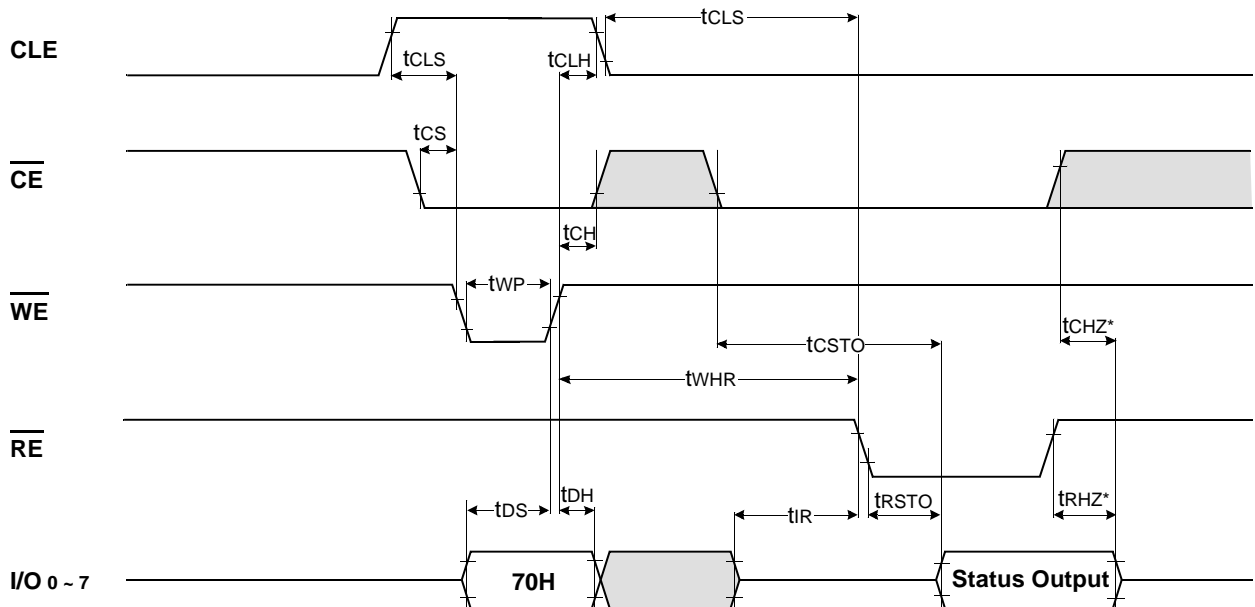 tCLS
CLE
tCLS
tCLH
tCS
CE
tCH
tWP
WE
tCHZ*
tCSTO
tWHR
RE
tDH
tDS
tIR
tRSTO
tRHZ*
I/O 0 ~ 7
70H
Status Output